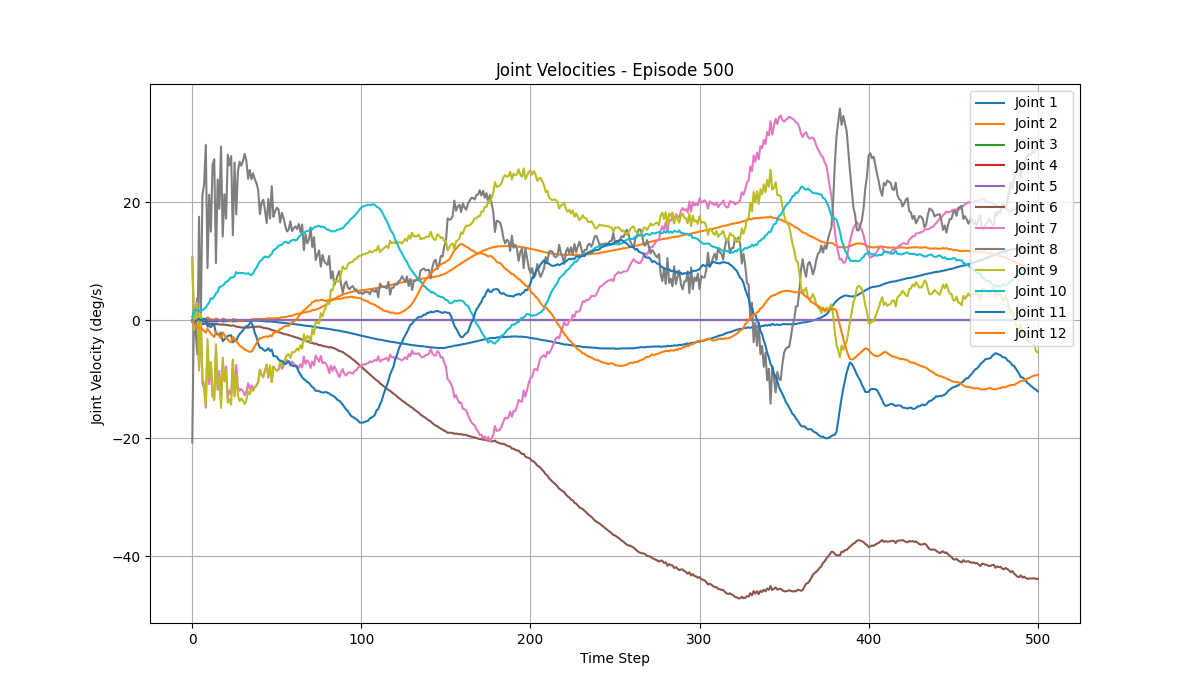 Joint Velocities - Episode 500
Joint Velocity (deg/s)
20
0
−20
−40
0
100
200
300
400
500
Time Step
Joint 1
Joint 2
Joint 3
Joint 4
Joint 5
Joint 6
Joint 7
Joint 8
Joint 9
Joint 10
Joint 11
Joint 12